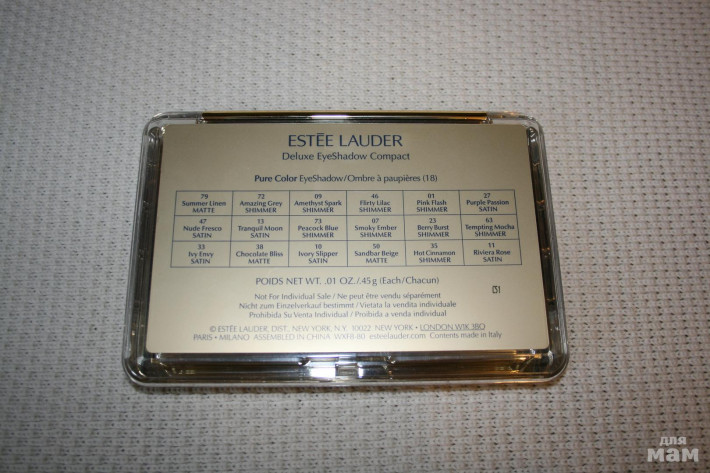 ESTĒE LAUDER
Deluxe EyeShadow Compact
Pure Color EyeShadow/Ombre à paupières (18)
79 72 09 46 01 27
Summer Linen Amazing Grey Amethyst Spark Flirty Lilac Pink Flash Purple Passion
MATTE SHIMMER SHIMMER SHIMMER SHIMMER SATIN
47 13 73 07 23 63
Nude Fresco Tranquil Moon Peacock Blue Smoky Ember Berry Burst Tempting Mocha
SATIN SATIN SHIMMER SHIMMER SHIMMER SHIMMER
33 38 10 50 35 11
Ivy Envy Chocolate Bliss Ivory Slipper Sandbar Beige Hot Cinnamon Riviera Rose
SATIN MATTE SATIN MATTE SHIMMER SATIN
POIDS NET WT. .01 OZ./.45g (Each/Chacun)
Not For Individual Sale / Ne peut être vendu séparément
Nicht zum Einzelverkauf bestimmt / Vietata la vendita individuale
Prohibida Su Venta Individual / Proibida a venda individual
© ESTĒE LAUDER, DIST., NEW YORK, N.Y. 10022 NEW YORK • LONDON W1K 3BQ
PARIS • MILANO ASSEMBLED IN CHINA WXF8-80 esteelauder.com Contents made in Italy
для
мам